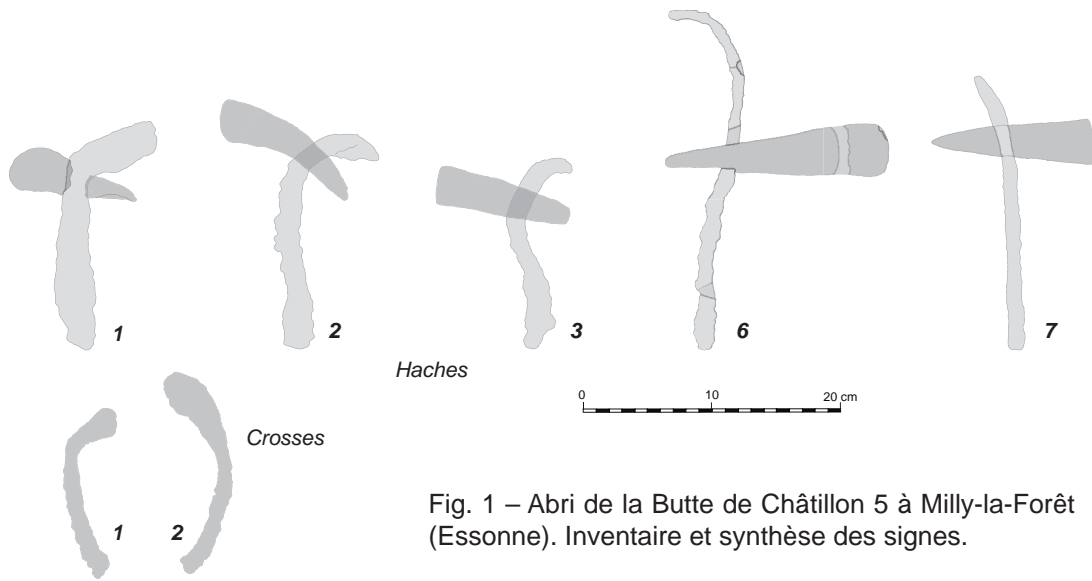 1
2
3
6
7
Haches
0 10 20 cm
Crosses
1
2
Fig. 1 – Abri de la Butte de Châtillon 5 à Milly-la-Forêt
(Essonne). Inventaire et synthèse des signes.